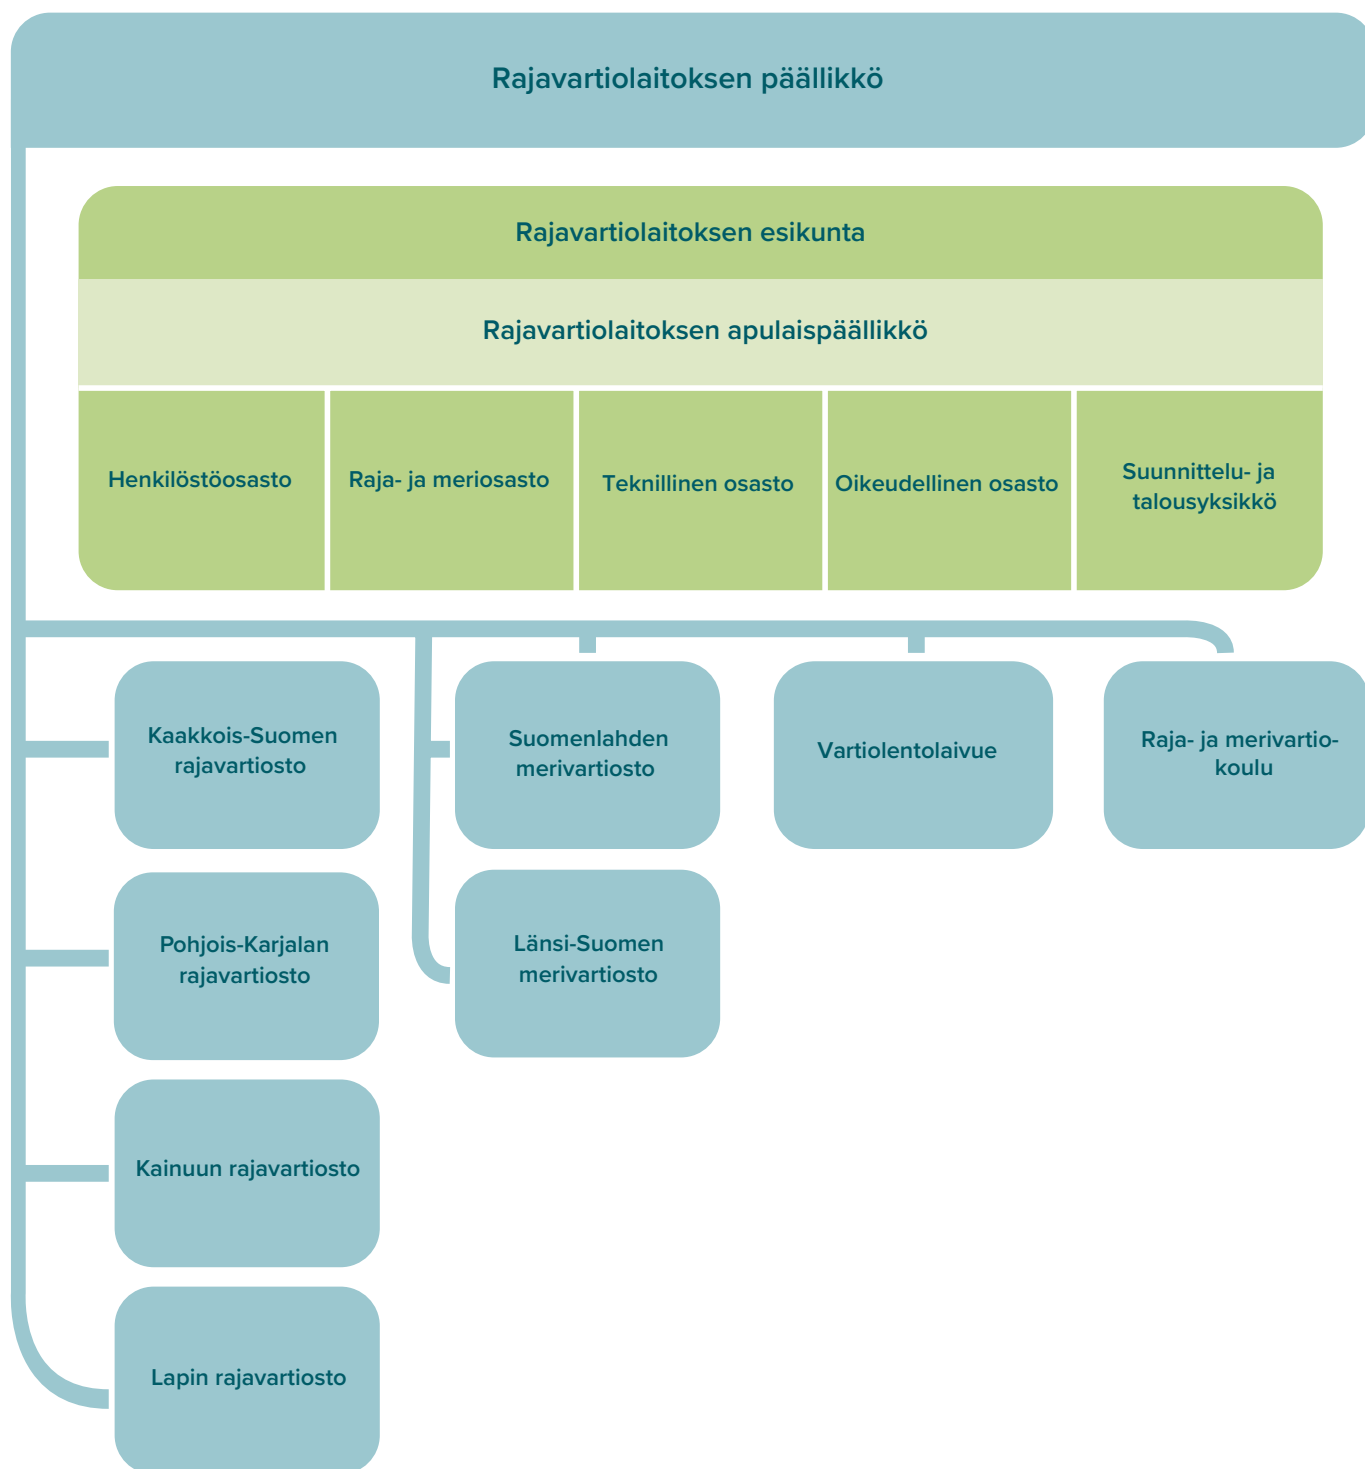 Rajavartiolaitoksen päällikkö
Rajavartiolaitoksen esikunta
Rajavartiolaitoksen apulaispäällikkö
Henkilöstöosasto
Raja- ja meriosasto
Teknillinen osasto
Oikeudellinen osasto
Suunnittelu- ja
talousyksikkö
Kaakkois-Suomen
rajavartiosto
Suomenlahden
merivartiosto
Vartiolentolaivue
Raja- ja merivartio-
koulu
Pohjois-Karjalan
rajavartiosto
Länsi-Suomen
merivartiosto
Kainuun rajavartiosto
Lapin rajavartiosto